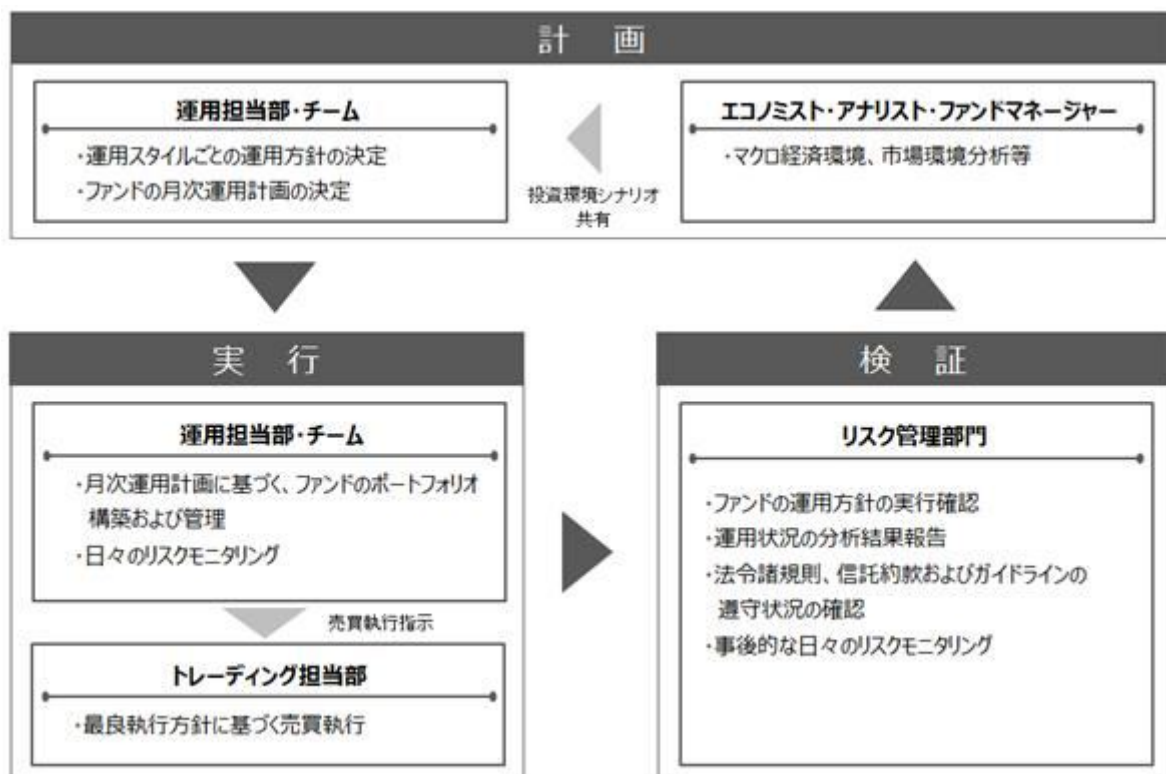 計 画
運用担当部・チーム
・運用スタイルごとの運用方針の決定
・ファンドの月次運用計画の決定
投資環境シナリオ
共有
エコノミスト・アナリスト・ファンドマネージャー
・マクロ経済環境、市場環境分析等
実 行
運用担当部・チーム
・月次運用計画に基づく、ファンドのポートフォリオ
構築および管理
・日々のリスクモニタリング
売買執行指示
トレーディング担当部
・最良執行方針に基づく売買執行
検 証
リスク管理部門
・ファンドの運用方針の実行確認
・運用状況の分析結果報告
・法令諸規則、信託約款およびガイドラインの
遵守状況の確認
・事後的な日々のリスクモニタリング